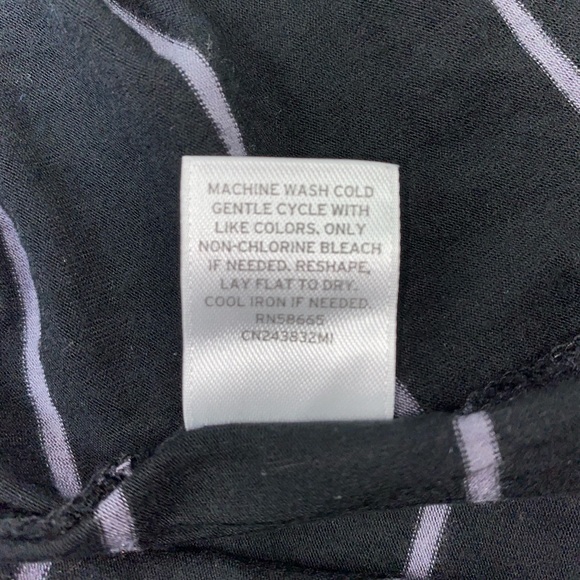 MACHINE WASH COLD
GENTLE CYCLE WITH
LIKE COLORS. ONLY
NON-CHLORINE BLEACH
IF NEEDED. RESHAPE,
LAY FLAT TO DRY.
COOL IRON IF NEEDED.
RN58665
CN243832MI